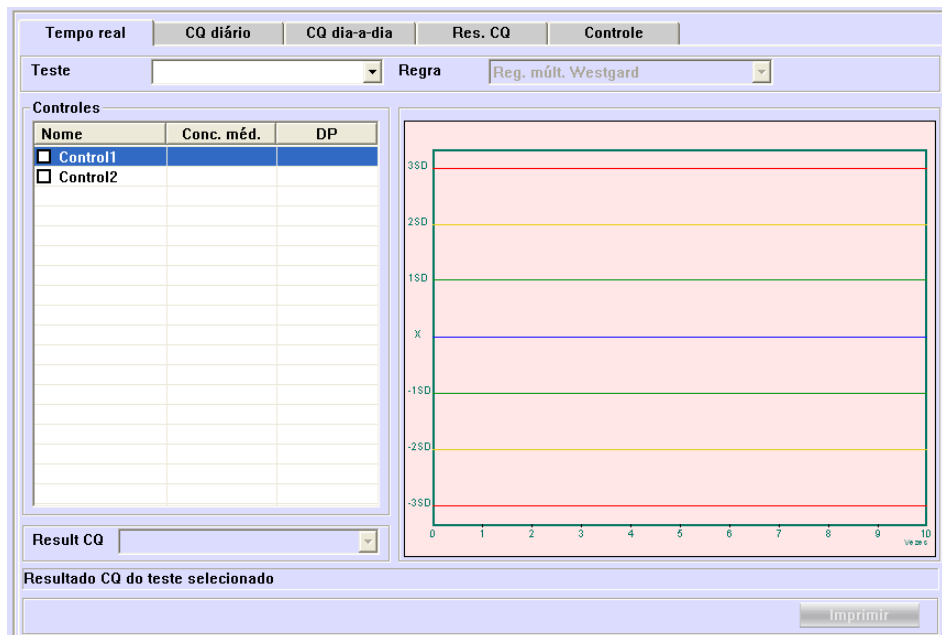 Tempo real CQ diário CQ dia-a-dia Res. CQ Controle
Teste Regra Reg. múlt. Westgard
Controles
Nome Conc. méd. DP
Control1
Control2
3SD
2SD
1SD
X
-1SD
-2SD
-3SD
0 1 2 3 4 5 6 7 8 9 10
Vezes
Result CQ
Resultado CQ do teste selecionado
Imprimir